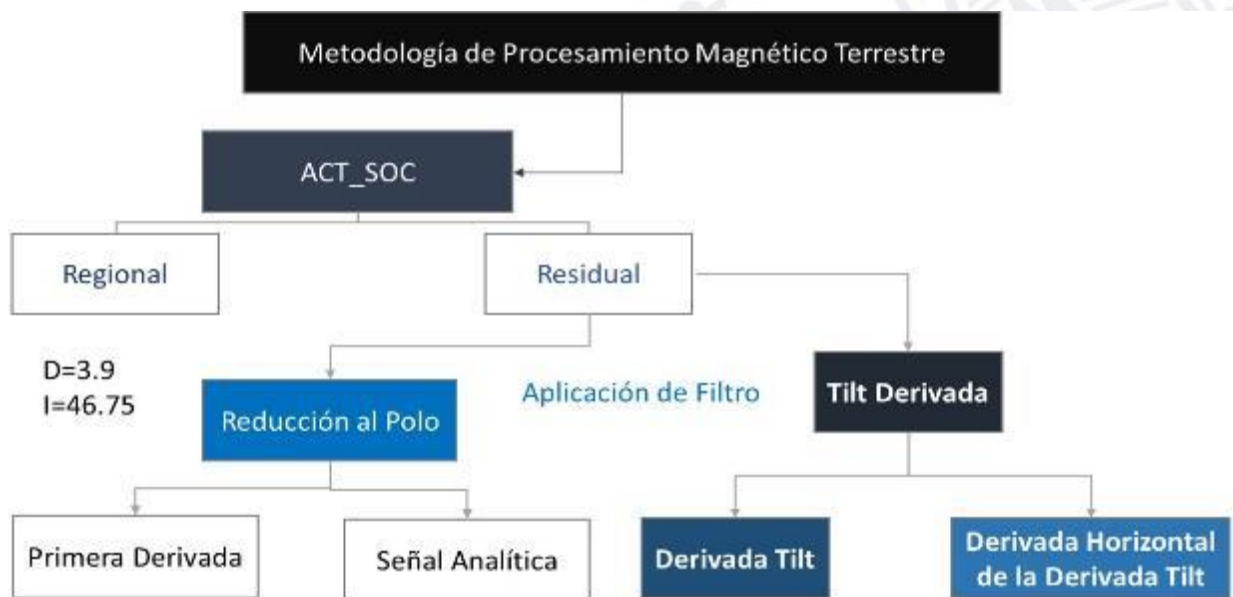 Metodología de Procesamiento Magnético Terrestre
ACT_SOC
Regional
Residual
D=3.9
I=46.75
Reducción al Polo
Aplicación de Filtro
Tilt Derivada
Primera Derivada
Señal Analítica
Derivada Tilt
Derivada Horizontal
de la Derivada Tilt